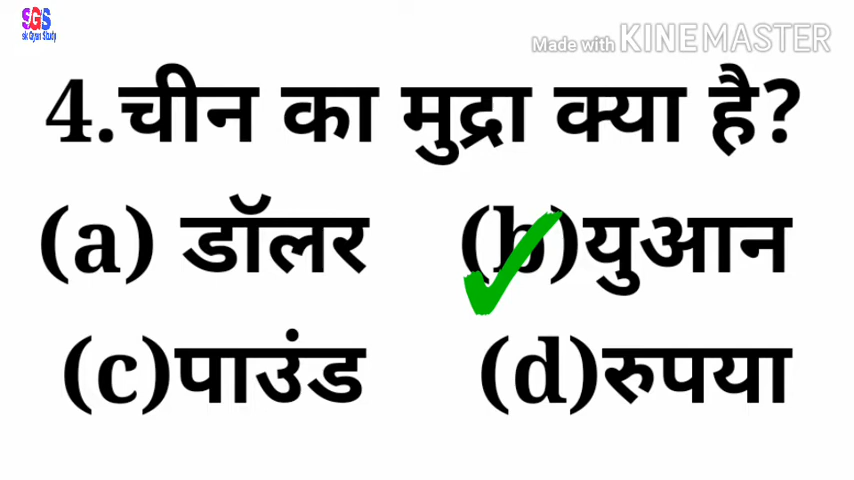 SGS
sk Gyan Study
Made with KINEMASTER
4.चीन का मुद्रा क्या है?
(a) डॉलर (b)युआन
(c)पाउंड (d)रुपया